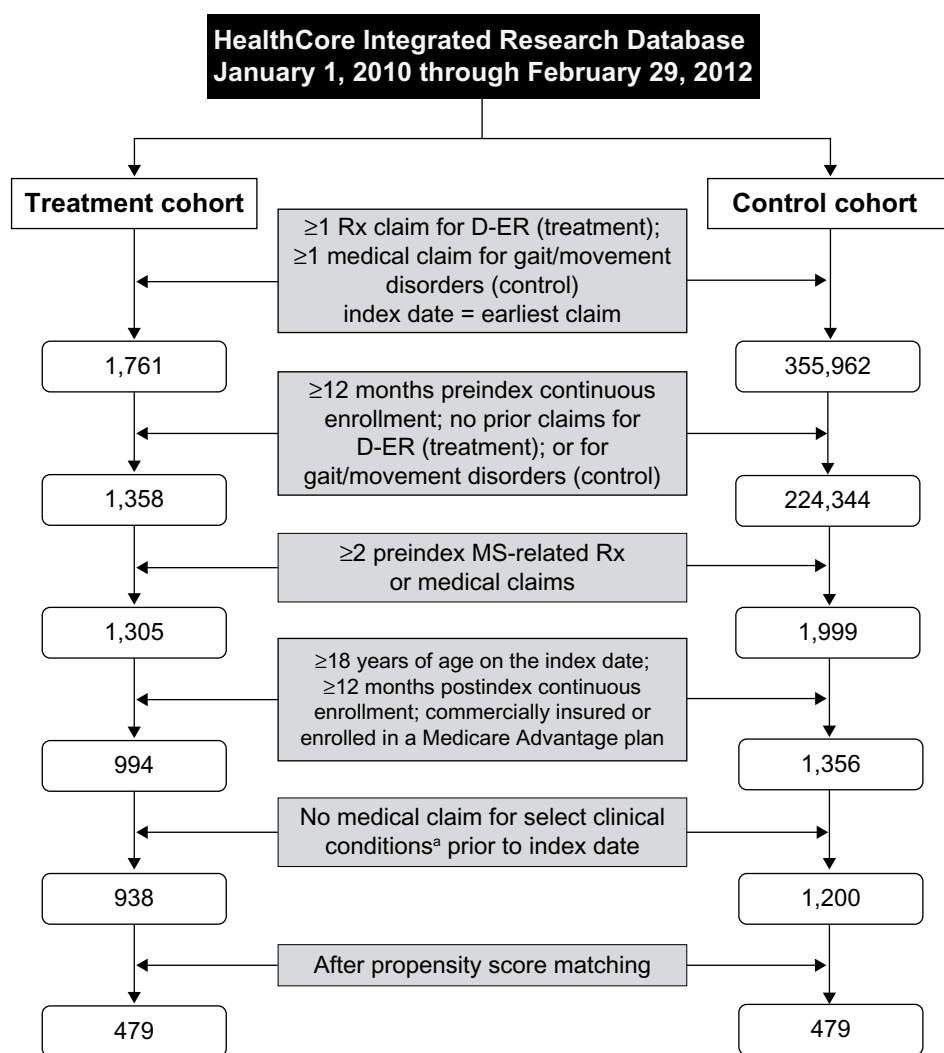 HealthCore Integrated Research Database
January 1, 2010 through February 29, 2012
Treatment cohort
Control cohort
≥1 Rx claim for D-ER (treatment);
≥1 medical claim for gait/movement
disorders (control)
index date = earliest claim
1,761
355,962
≥12 months preindex continuous
enrollment; no prior claims for
D-ER (treatment); or for
gait/movement disorders (control)
1,358
224,344
≥2 preindex MS-related Rx
or medical claims
1,305
1,999
≥18 years of age on the index date;
≥12 months postindex continuous
enrollment; commercially insured or
enrolled in a Medicare Advantage plan
994
1,356
No medical claim for select clinical
conditionsᵃ prior to index date
938
1,200
After propensity score matching
479
479